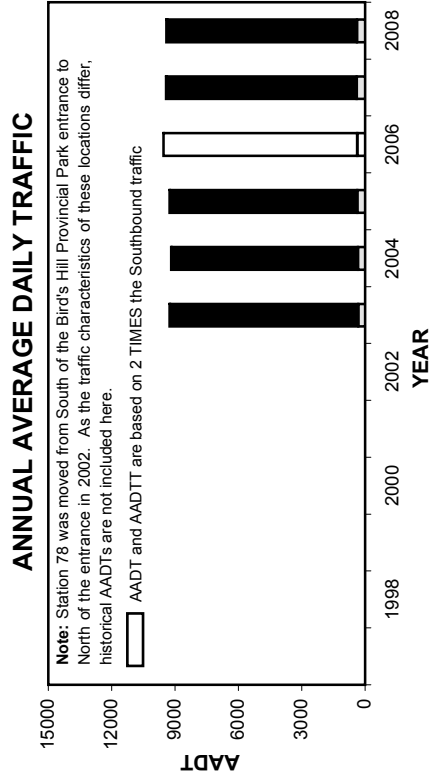 ANNUAL AVERAGE DAILY TRAFFIC
Note: Station 78 was moved from South of the Bird's Hill Provincial Park entrance to
North of the entrance in 2002. As the traffic characteristics of these locations differ,
historical AADTs are not included here.
AADT and AADTT are based on 2 TIMES the Southbound traffic
AADT
15000
12000
9000
6000
3000
0
1998
2000
2002
2004
2006
2008
YEAR